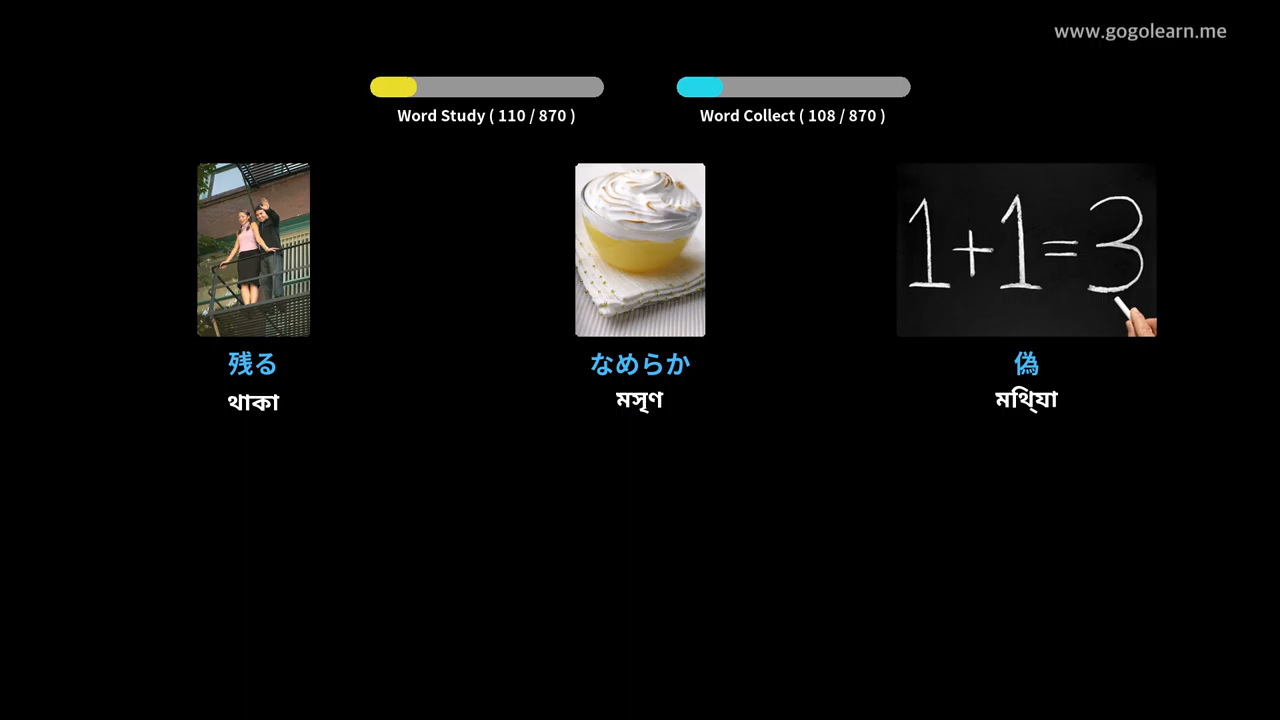 www.gogolearn.me
Word Study ( 110 / 870 )
Word Collect ( 108 / 870 )
1+1=3
残る
なめらか
偽
থাকা
মসৃণ
মিথ্যা